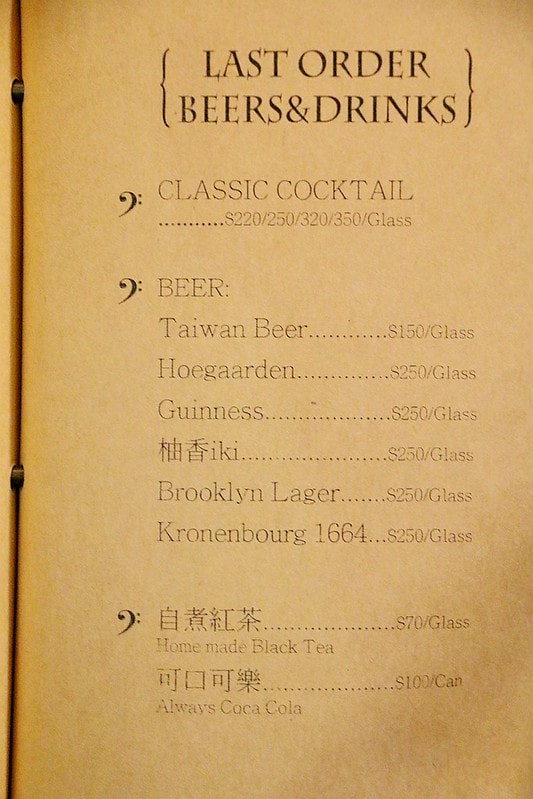 LAST ORDER
BEERS&DRINKS
CLASSIC COCKTAIL
...........$220/250/320/350/Glass
BEER:
Taiwan Beer............$150/Glass
Hoegaarden..............$250/Glass
Guinness...................$250/Glass
柚香iki......................$250/Glass
Brooklyn Lager.......$250/Glass
Kronenbourg 1664...$250/Glass
自煮紅茶....................$70/Glass
Home made Black Tea
可口可樂....................$100/Can
Always Coca Cola